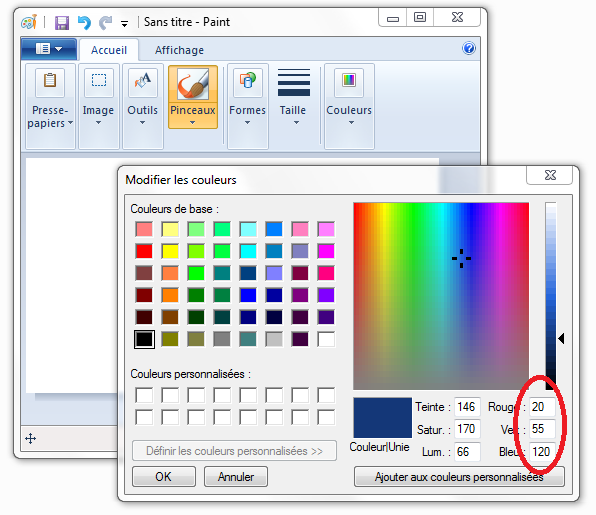 Sans titre - Paint
Accueil
Affichage
Presse-
papiers
Image
Outils
Pinceaux
Formes
Taille
Couleurs
Modifier les couleurs
Couleurs de base :
Couleurs personnalisées :
Définir les couleurs personnalisées >>
OK
Annuler
Couleur|Unie
Teinte : 146
Rouge : 20
Satur. : 170
Vert : 55
Lum. : 66
Bleu : 120
Ajouter aux couleurs personnalisées